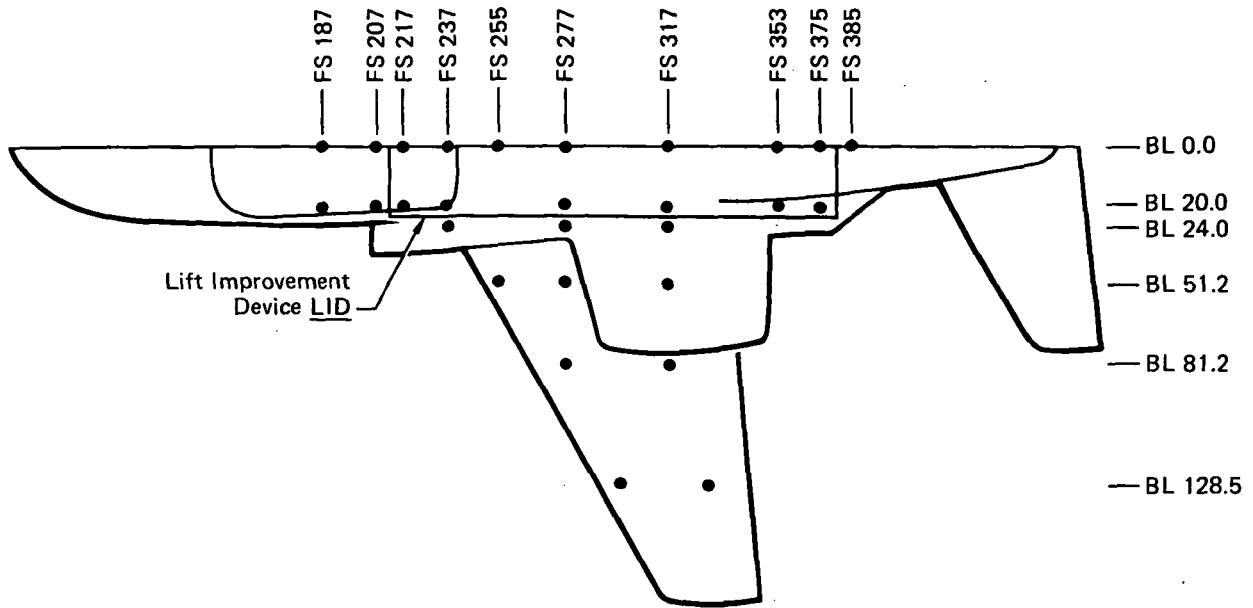 FS 187
FS 207
FS 217
FS 237
FS 255
FS 277
FS 317
FS 353
FS 375
FS 385
BL 0.0
BL 20.0
BL 24.0
Lift Improvement
Device LID
BL 51.2
BL 81.2
BL 128.5